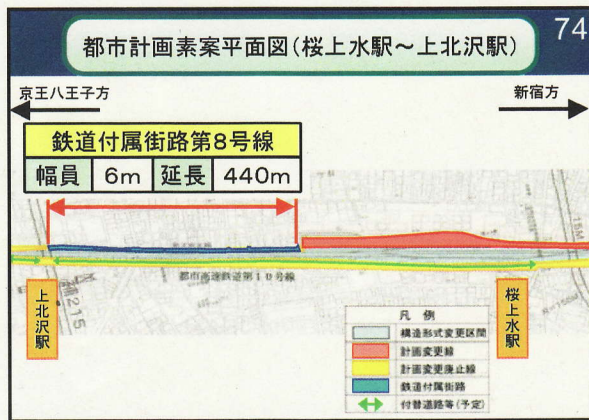 74
都市計画素案平面図(桜上水駅～上北沢駅)
京王八王子方
新宿方
鉄道付属街路第8号線
幅員 6m 延長 440m
都市高速鉄道第10号線
上北沢駅
補215
桜上水駅
15M
凡例
構造形式変更区間
計画変更線
計画変更廃止線
鉄道付属街路
付替道路等(予定)